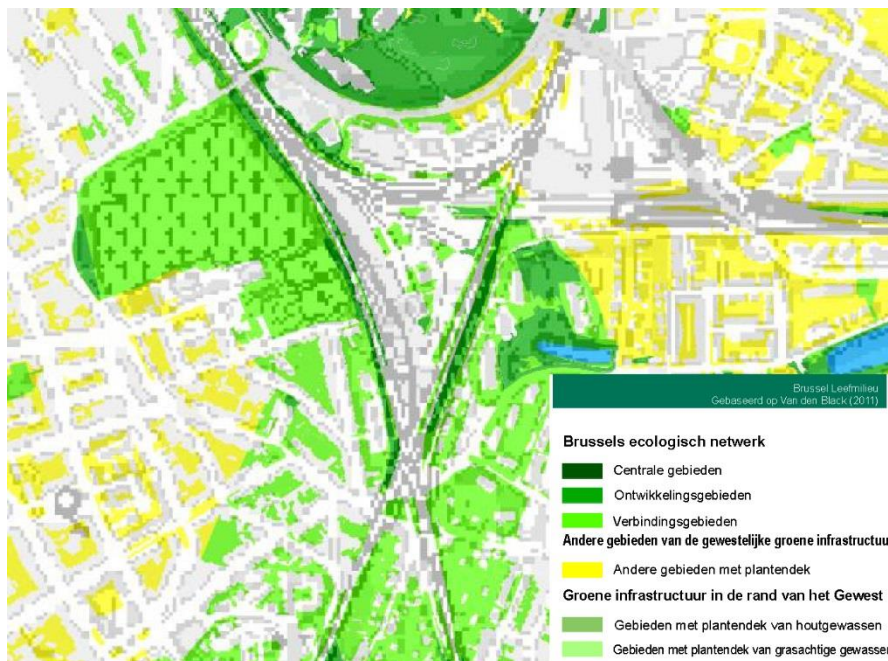 Brussel Leefmilieu
Gebaseerd op Van den Black (2011)
Brussels ecologisch netwerk
Centrale gebieden
Ontwikkelingsgebieden
Verbindingsgebieden
Andere gebieden van de gewestelijke groene infrastructuu
Andere gebieden met plantendek
Groene infrastructuur in de rand van het Gewest
Gebieden met plantendek van houtgewassen
Gebieden met plantendek van grasachtige gewassen